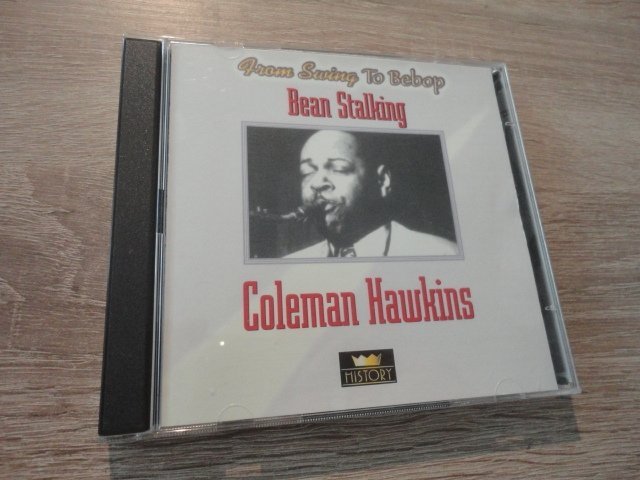 From Swing To Bebop
Bean Stalking
Coleman Hawkins
HISTORY